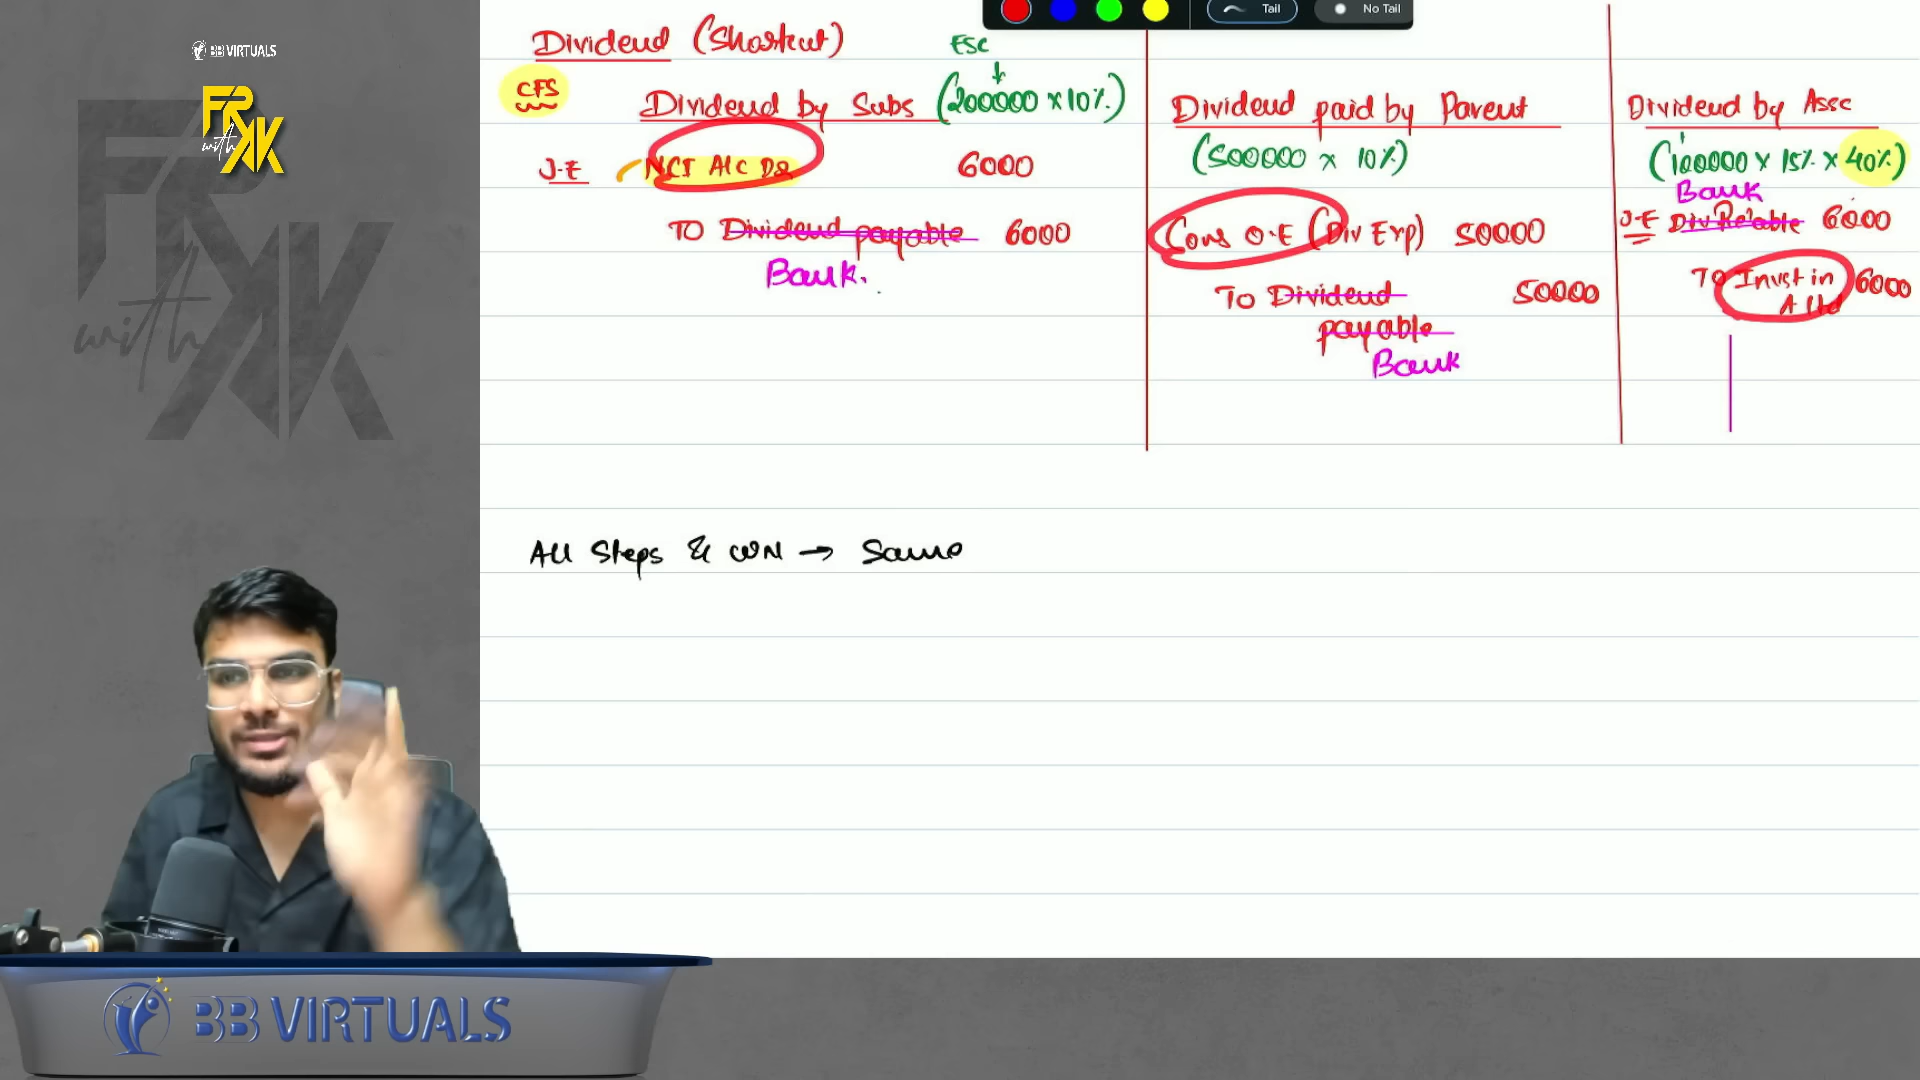 BB VIRTUALS
FR
with
AK
FR
with
AK
Tail
No Tail
Dividend (Shortcut)
ESC
CFS
Dividend by Subs (200000 x 10%)
J.E NCI A/C Dr 6000
TO Dividend payable 6000
Bank.
Dividend paid by Parent
(500000 x 10%)
Cons O.E (Div Exp) 50000
TO Dividend 50000
payable
Bank
Dividend by Assc
(100000 x 15% x 40%)
Bank
J.E Div Re'able 6000
TO Invst in 6000
A ltd
All Steps & WN → Same
BB VIRTUALS